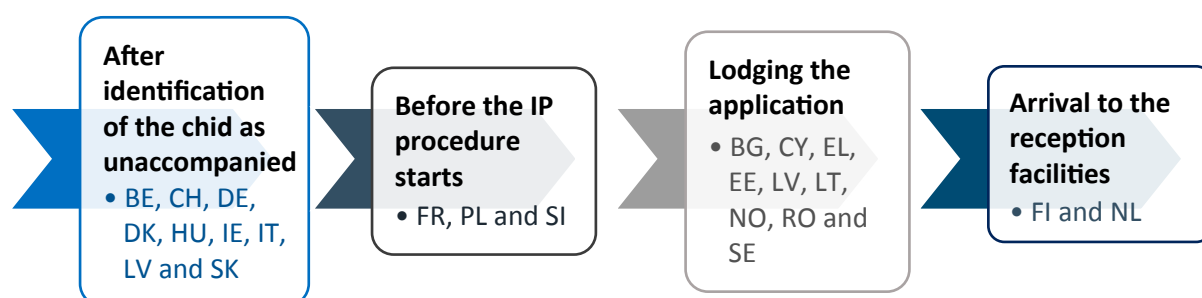 After
identification
of the chid as
unaccompanied
• BE, CH, DE,
DK, HU, IE, IT,
LV and SK
Before the IP
procedure
starts
• FR, PL and SI
Lodging the
application
• BG, CY, EL,
EE, LV, LT,
NO, RO and
SE
Arrival to the
reception
facilities
• FI and NL